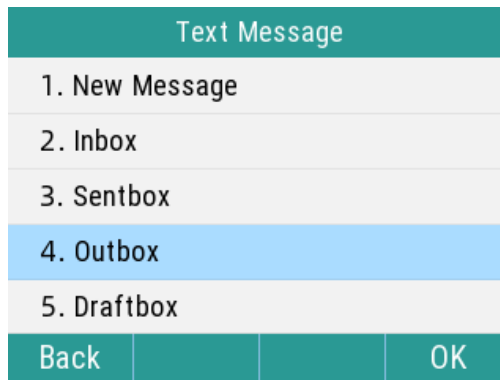 Text Message
1. New Message
2. Inbox
3. Sentbox
4. Outbox
5. Draftbox
Back OK